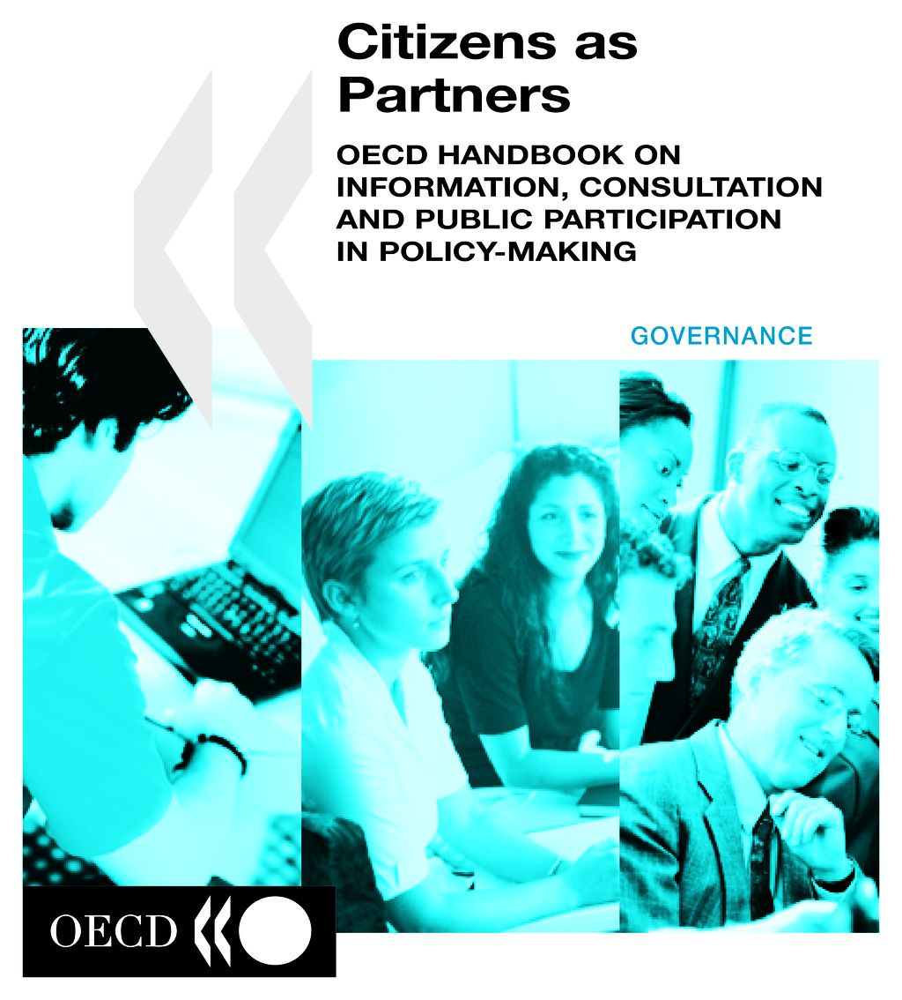 Citizens as
Partners
OECD HANDBOOK ON
INFORMATION, CONSULTATION
AND PUBLIC PARTICIPATION
IN POLICY-MAKING
GOVERNANCE
OECD